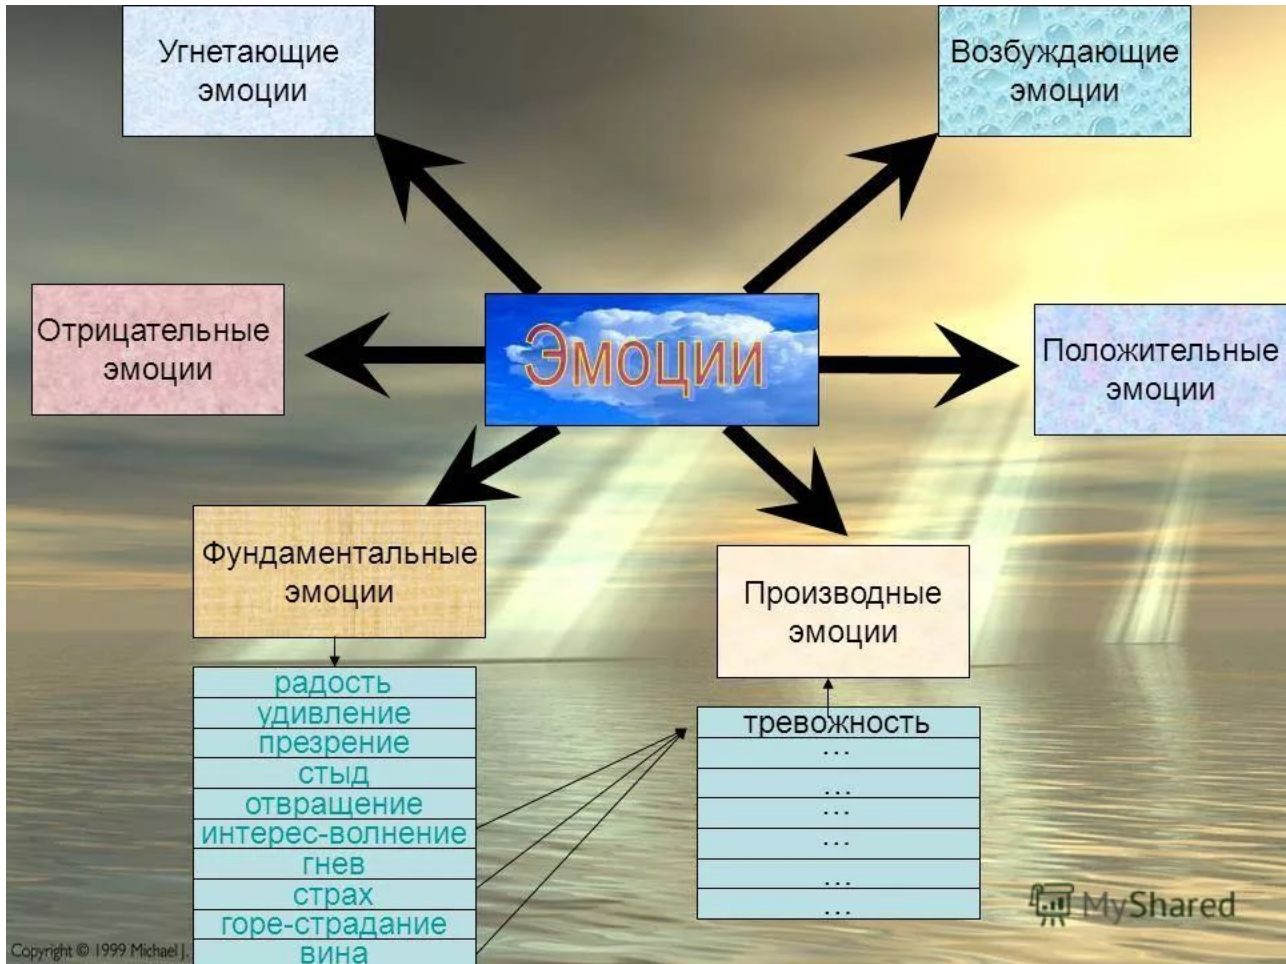 Угнетающие
эмоции
Возбуждающие
эмоции
Эмоции
Отрицательные
эмоции
Положительные
эмоции
Фундаментальные
эмоции
Производные
эмоции
радость
удивление
презрение
стыд
отвращение
интерес-волнение
гнев
страх
горе-страдание
вина
тревожность
...
...
...
...
...
...
MyShared
Copyright © 1999 Michael J.